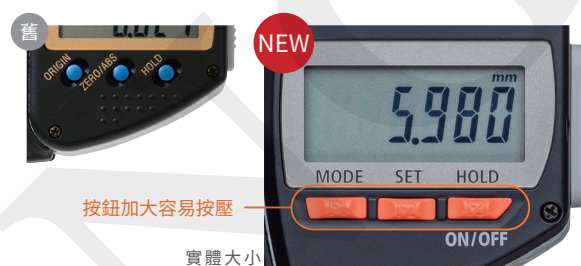 舊
ORIGIN
ZERO/ABS
HOLD
NEW
mm
5.980
MODE SET HOLD
按鈕加大容易按壓
ON/OFF
實體大小